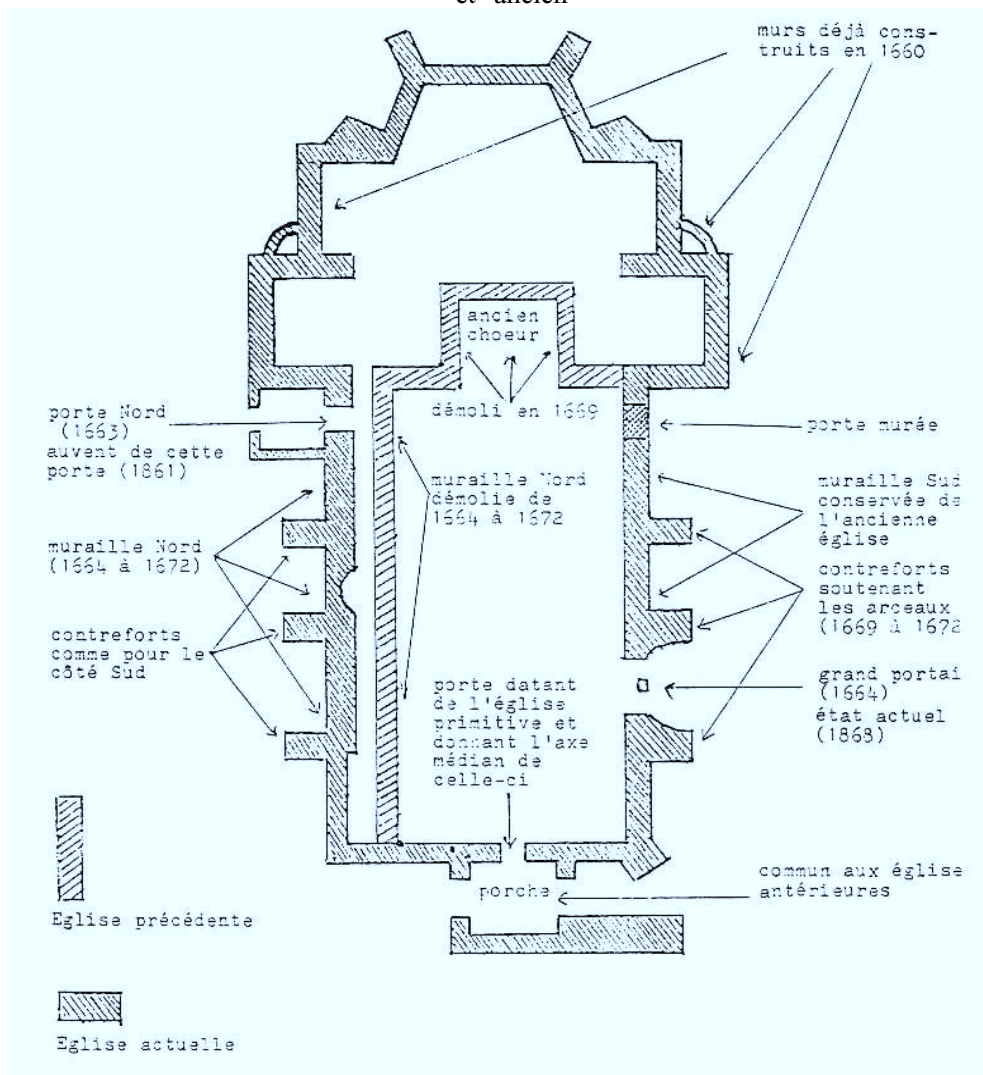 et ancien
murs déjà cons-
truits en 1660
ancien
choeur
démoli en 1669
porte Nord
(1663)
auvent de cette
porte (1861)
porte murée
muraille Nord
démolie de
1664 à 1672
muraille Sud
conservée de
l'ancienne
église
muraille Nord
(1664 à 1672)
contreforts
soutenant
les arceaux
(1669 à 1672
contreforts
comme pour le
côté Sud
porte datant
de l'église
primitive et
donnant l'axe
médian de
celle-ci
grand portai
(1664)
état actuel
(1868)
porche
commun aux église
antérieures
Eglise précédente
Eglise actuelle